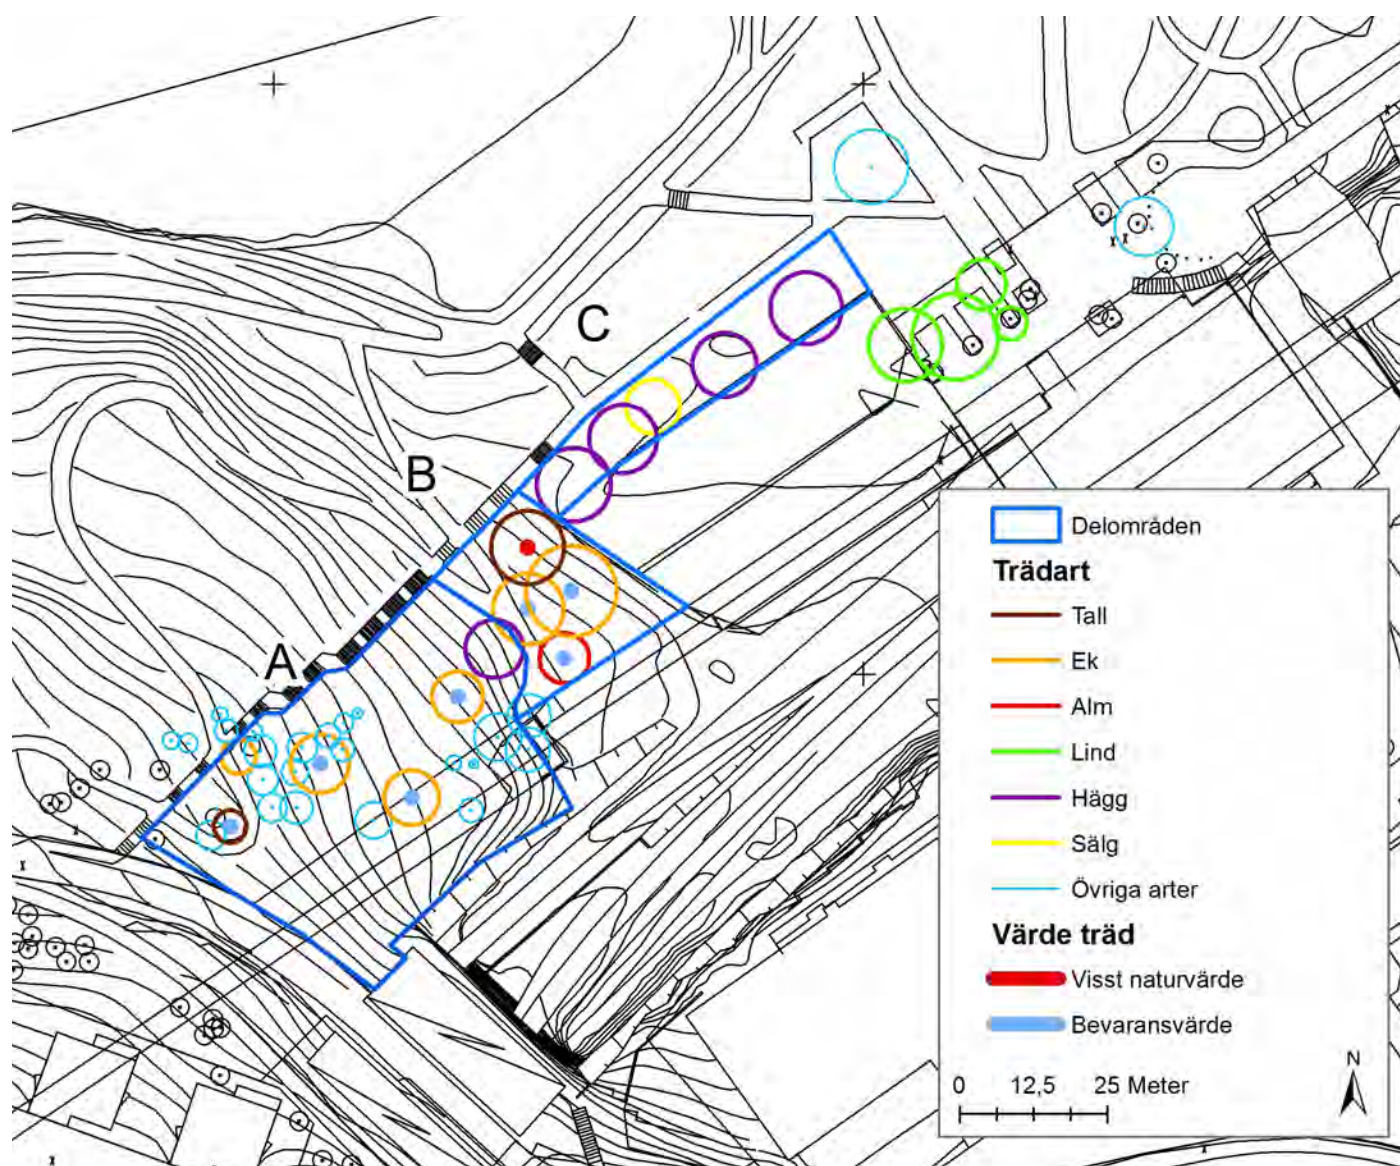 C
B
A
Delområden
Trädart
Tall
Ek
Alm
Lind
Hägg
Sälg
Övriga arter
Värde träd
Visst naturvärde
Bevaransvärde
N
0 12,5 25 Meter